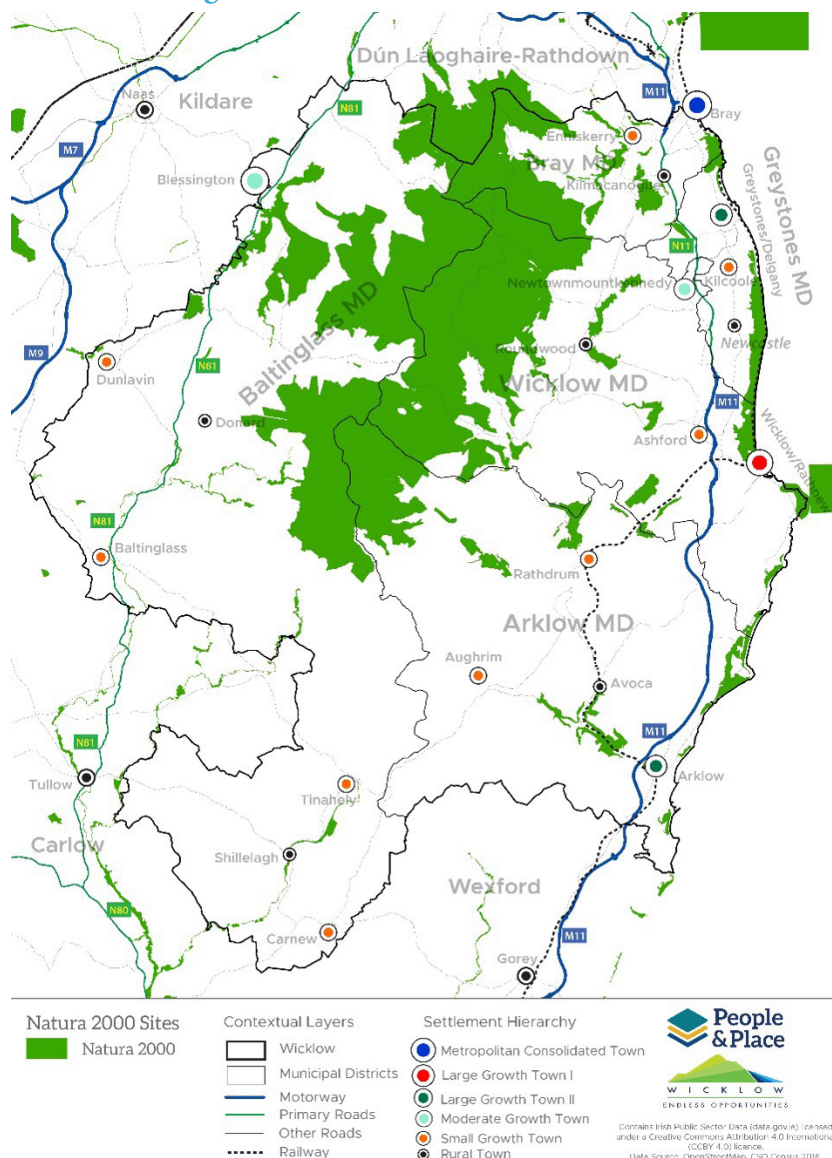 Dún Laoghaire-Rathdown
N81
M11
Naas
Kildare
Bray
Enniskerry
Bray MD
M7
Kilmacanogue
Blessington
Greystones MD
Greystones/Delgany
N11
Kilcoole
Newtownmountkennedy
Baltinglass MD
Newcastle
Roundwood
M9
N81
Dunlavin
Wicklow MD
M11
Donard
Ashford
Wicklow/Rathnew
N81
Baltinglass
Rathdrum
Arklow MD
Aughrim
Avoca
M11
N81
Tullow
Arklow
Tinahely
Carlow
Shillelagh
Wexford
N80
Carnew
M11
Gorey
Natura 2000 Sites
Natura 2000
Contextual Layers
Wicklow
Municipal Districts
Motorway
Primary Roads
Other Roads
Railway
Settlement Hierarchy
Metropolitan Consolidated Town
Large Growth Town I
Large Growth Town II
Moderate Growth Town
Small Growth Town
Rural Town
People
&Place
WICKLOW
ENDLESS OPPORTUNITIES
Contains Irish Public Sector Data (data.gov.ie) licensed
under a Creative Commons Attribution 4.0 International
(CCBY 4.0) licence.
Data Source: OpenStreetMap, CSO Census 2016